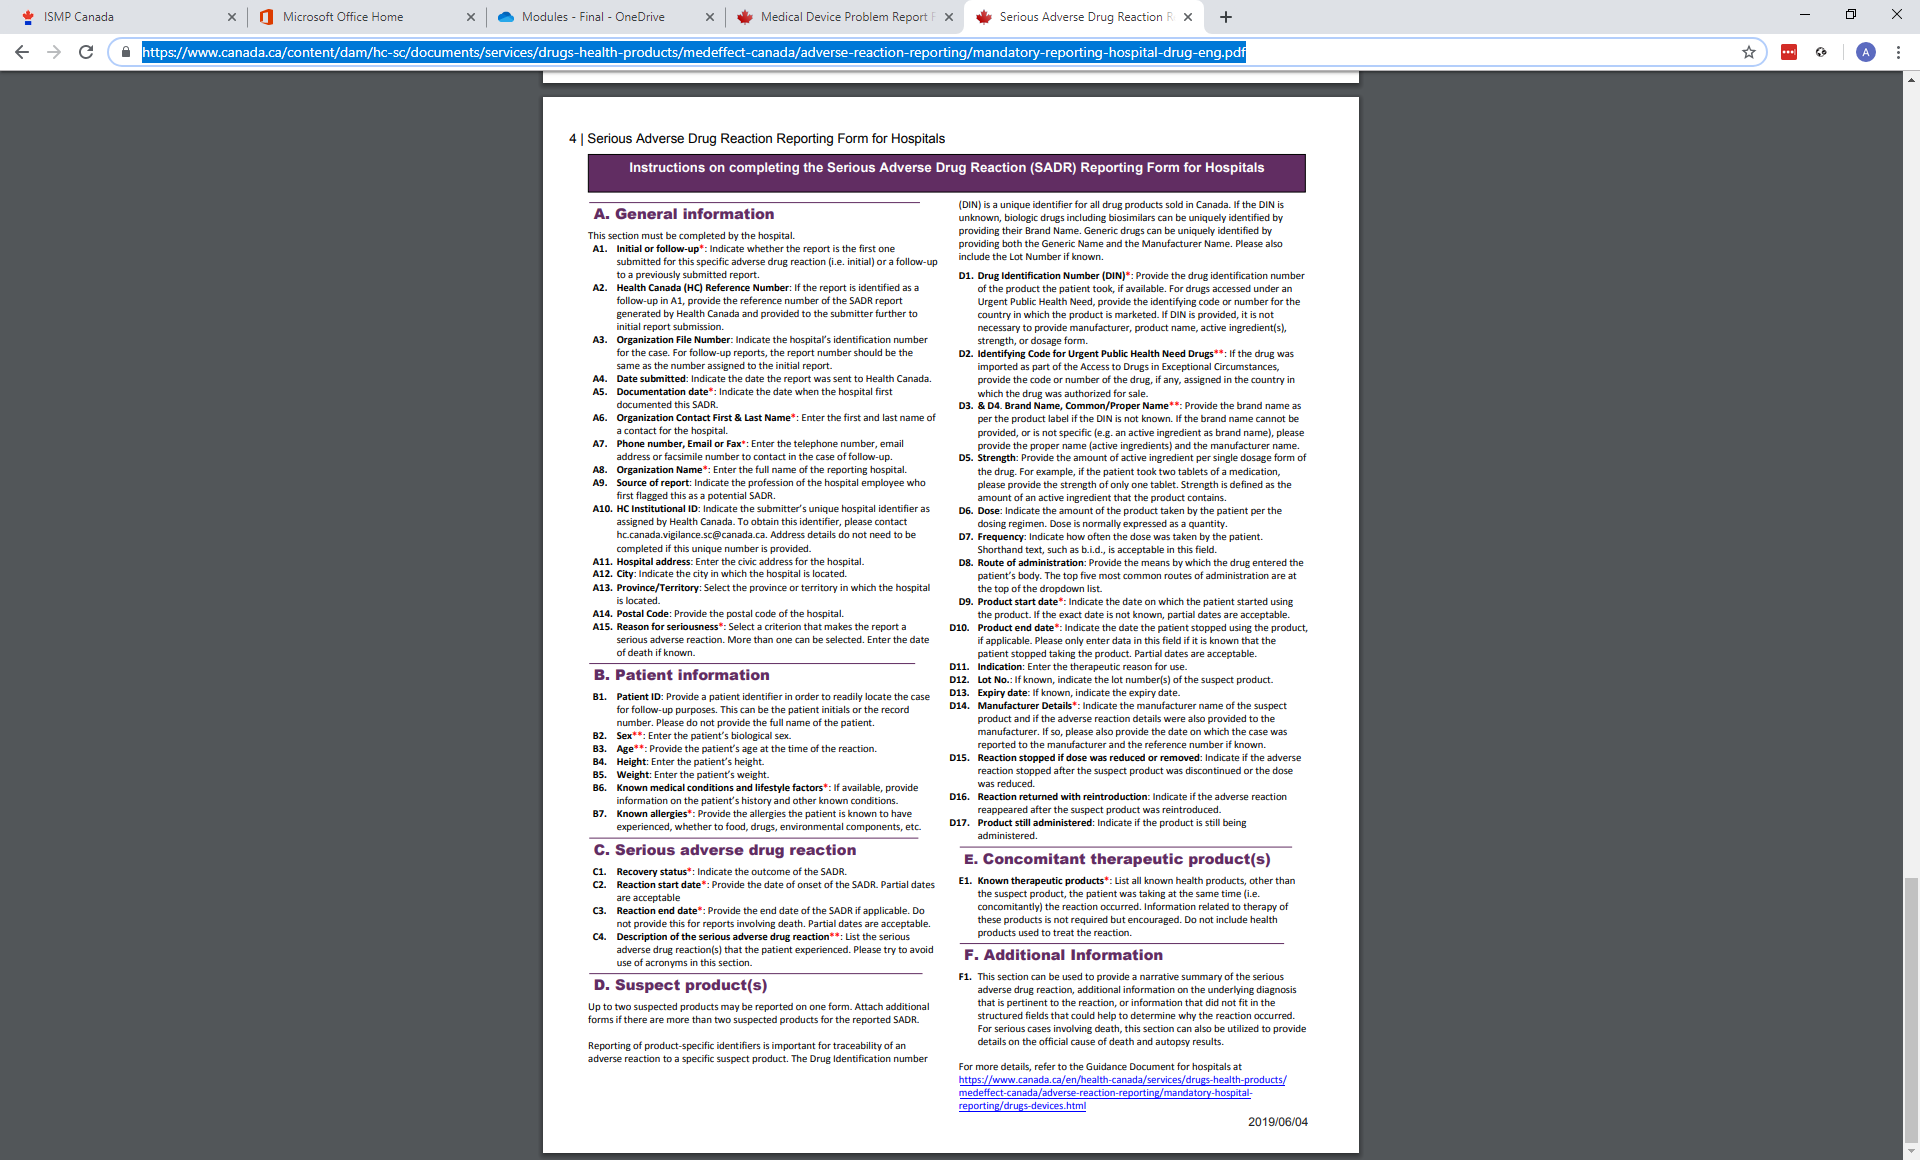 ISMP Canada
Microsoft Office Home
Modules - Final - OneDrive
Medical Device Problem Report F
Serious Adverse Drug Reaction R
https://www.canada.ca/content/dam/hc-sc/documents/services/drugs-health-products/medeffect-canada/adverse-reaction-reporting/mandatory-reporting-hospital-drug-eng.pdf
A
4 | Serious Adverse Drug Reaction Reporting Form for Hospitals
Instructions on completing the Serious Adverse Drug Reaction (SADR) Reporting Form for Hospitals
A. General information
This section must be completed by the hospital.
A1. Initial or follow-up*: Indicate whether the report is the first one
submitted for this specific adverse drug reaction (i.e. initial) or a follow-up
to a previously submitted report.
A2. Health Canada (HC) Reference Number: If the report is identified as a
follow-up in A1, provide the reference number of the SADR report
generated by Health Canada and provided to the submitter further to
initial report submission.
A3. Organization File Number: Indicate the hospital's identification number
for the case. For follow-up reports, the report number should be the
same as the number assigned to the initial report.
A4. Date submitted: Indicate the date the report was sent to Health Canada.
A5. Documentation date*: Indicate the date when the hospital first
documented this SADR.
A6. Organization Contact First & Last Name*: Enter the first and last name of
a contact for the hospital.
A7. Phone number, Email or Fax*: Enter the telephone number, email
address or facsimile number to contact in the case of follow-up.
A8. Organization Name*: Enter the full name of the reporting hospital.
A9. Source of report: Indicate the profession of the hospital employee who
first flagged this as a potential SADR.
A10. HC Institutional ID: Indicate the submitter's unique hospital identifier as
assigned by Health Canada. To obtain this identifier, please contact
hc.canada.vigilance.sc@canada.ca. Address details do not need to be
completed if this unique number is provided.
A11. Hospital address: Enter the civic address for the hospital.
A12. City: Indicate the city in which the hospital is located.
A13. Province/Territory: Select the province or territory in which the hospital
is located.
A14. Postal Code: Provide the postal code of the hospital.
A15. Reason for seriousness*: Select a criterion that makes the report a
serious adverse reaction. More than one can be selected. Enter the date
of death if known.
B. Patient information
B1. Patient ID: Provide a patient identifier in order to readily locate the case
for follow-up purposes. This can be the patient initials or the record
number. Please do not provide the full name of the patient.
B2. Sex**: Enter the patient's biological sex.
B3. Age**: Provide the patient's age at the time of the reaction.
B4. Height: Enter the patient's height.
B5. Weight: Enter the patient's weight.
B6. Known medical conditions and lifestyle factors*: If available, provide
information on the patient's history and other known conditions.
B7. Known allergies*: Provide the allergies the patient is known to have
experienced, whether to food, drugs, environmental components, etc.
C. Serious adverse drug reaction
C1. Recovery status*: Indicate the outcome of the SADR.
C2. Reaction start date*: Provide the date of onset of the SADR. Partial dates
are acceptable
C3. Reaction end date*: Provide the end date of the SADR if applicable. Do
not provide this for reports involving death. Partial dates are acceptable.
C4. Description of the serious adverse drug reaction**: List the serious
adverse drug reaction(s) that the patient experienced. Please try to avoid
use of acronyms in this section.
D. Suspect product(s)
Up to two suspected products may be reported on one form. Attach additional
forms if there are more than two suspected products for the reported SADR.
Reporting of product-specific identifiers is important for traceability of an
adverse reaction to a specific suspect product. The Drug Identification number
(DIN) is a unique identifier for all drug products sold in Canada. If the DIN is
unknown, biologic drugs including biosimilars can be uniquely identified by
providing their Brand Name. Generic drugs can be uniquely identified by
providing both the Generic Name and the Manufacturer Name. Please also
include the Lot Number if known.
D1. Drug Identification Number (DIN)*: Provide the drug identification number
of the product the patient took, if available. For drugs accessed under an
Urgent Public Health Need, provide the identifying code or number for the
country in which the product is marketed. If DIN is provided, it is not
necessary to provide manufacturer, product name, active ingredient(s),
strength, or dosage form.
D2. Identifying Code for Urgent Public Health Need Drugs**: If the drug was
imported as part of the Access to Drugs in Exceptional Circumstances,
provide the code or number of the drug, if any, assigned in the country in
which the drug was authorized for sale.
D3. & D4. Brand Name, Common/Proper Name**: Provide the brand name as
per the product label if the DIN is not known. If the brand name cannot be
provided, or is not specific (e.g. an active ingredient as brand name), please
provide the proper name (active ingredients) and the manufacturer name.
D5. Strength: Provide the amount of active ingredient per single dosage form of
the drug. For example, if the patient took two tablets of a medication,
please provide the strength of only one tablet. Strength is defined as the
amount of an active ingredient that the product contains.
D6. Dose: Indicate the amount of the product taken by the patient per the
dosing regimen. Dose is normally expressed as a quantity.
D7. Frequency: Indicate how often the dose was taken by the patient.
Shorthand text, such as b.i.d., is acceptable in this field.
D8. Route of administration: Provide the means by which the drug entered the
patient's body. The top five most common routes of administration are at
the top of the dropdown list.
D9. Product start date*: Indicate the date on which the patient started using
the product. If the exact date is not known, partial dates are acceptable.
D10. Product end date*: Indicate the date the patient stopped using the product,
if applicable. Please only enter data in this field if it is known that the
patient stopped taking the product. Partial dates are acceptable.
D11. Indication: Enter the therapeutic reason for use.
D12. Lot No.: If known, indicate the lot number(s) of the suspect product.
D13. Expiry date: If known, indicate the expiry date.
D14. Manufacturer Details*: Indicate the manufacturer name of the suspect
product and if the adverse reaction details were also provided to the
manufacturer. If so, please also provide the date on which the case was
reported to the manufacturer and the reference number if known.
D15. Reaction stopped if dose was reduced or removed: Indicate if the adverse
reaction stopped after the suspect product was discontinued or the dose
was reduced.
D16. Reaction returned with reintroduction: Indicate if the adverse reaction
reappeared after the suspect product was reintroduced.
D17. Product still administered: Indicate if the product is still being
administered.
E. Concomitant therapeutic product(s)
E1. Known therapeutic products*: List all known health products, other than
the suspect product, the patient was taking at the same time (i.e.
concomitantly) the reaction occurred. Information related to therapy of
these products is not required but encouraged. Do not include health
products used to treat the reaction.
F. Additional Information
F1. This section can be used to provide a narrative summary of the serious
adverse drug reaction, additional information on the underlying diagnosis
that is pertinent to the reaction, or information that did not fit in the
structured fields that could help to determine why the reaction occurred.
For serious cases involving death, this section can also be utilized to provide
details on the official cause of death and autopsy results.
For more details, refer to the Guidance Document for hospitals at
https://www.canada.ca/en/health-canada/services/drugs-health-products/
medeffect-canada/adverse-reaction-reporting/mandatory-hospital-
reporting/drugs-devices.html
2019/06/04